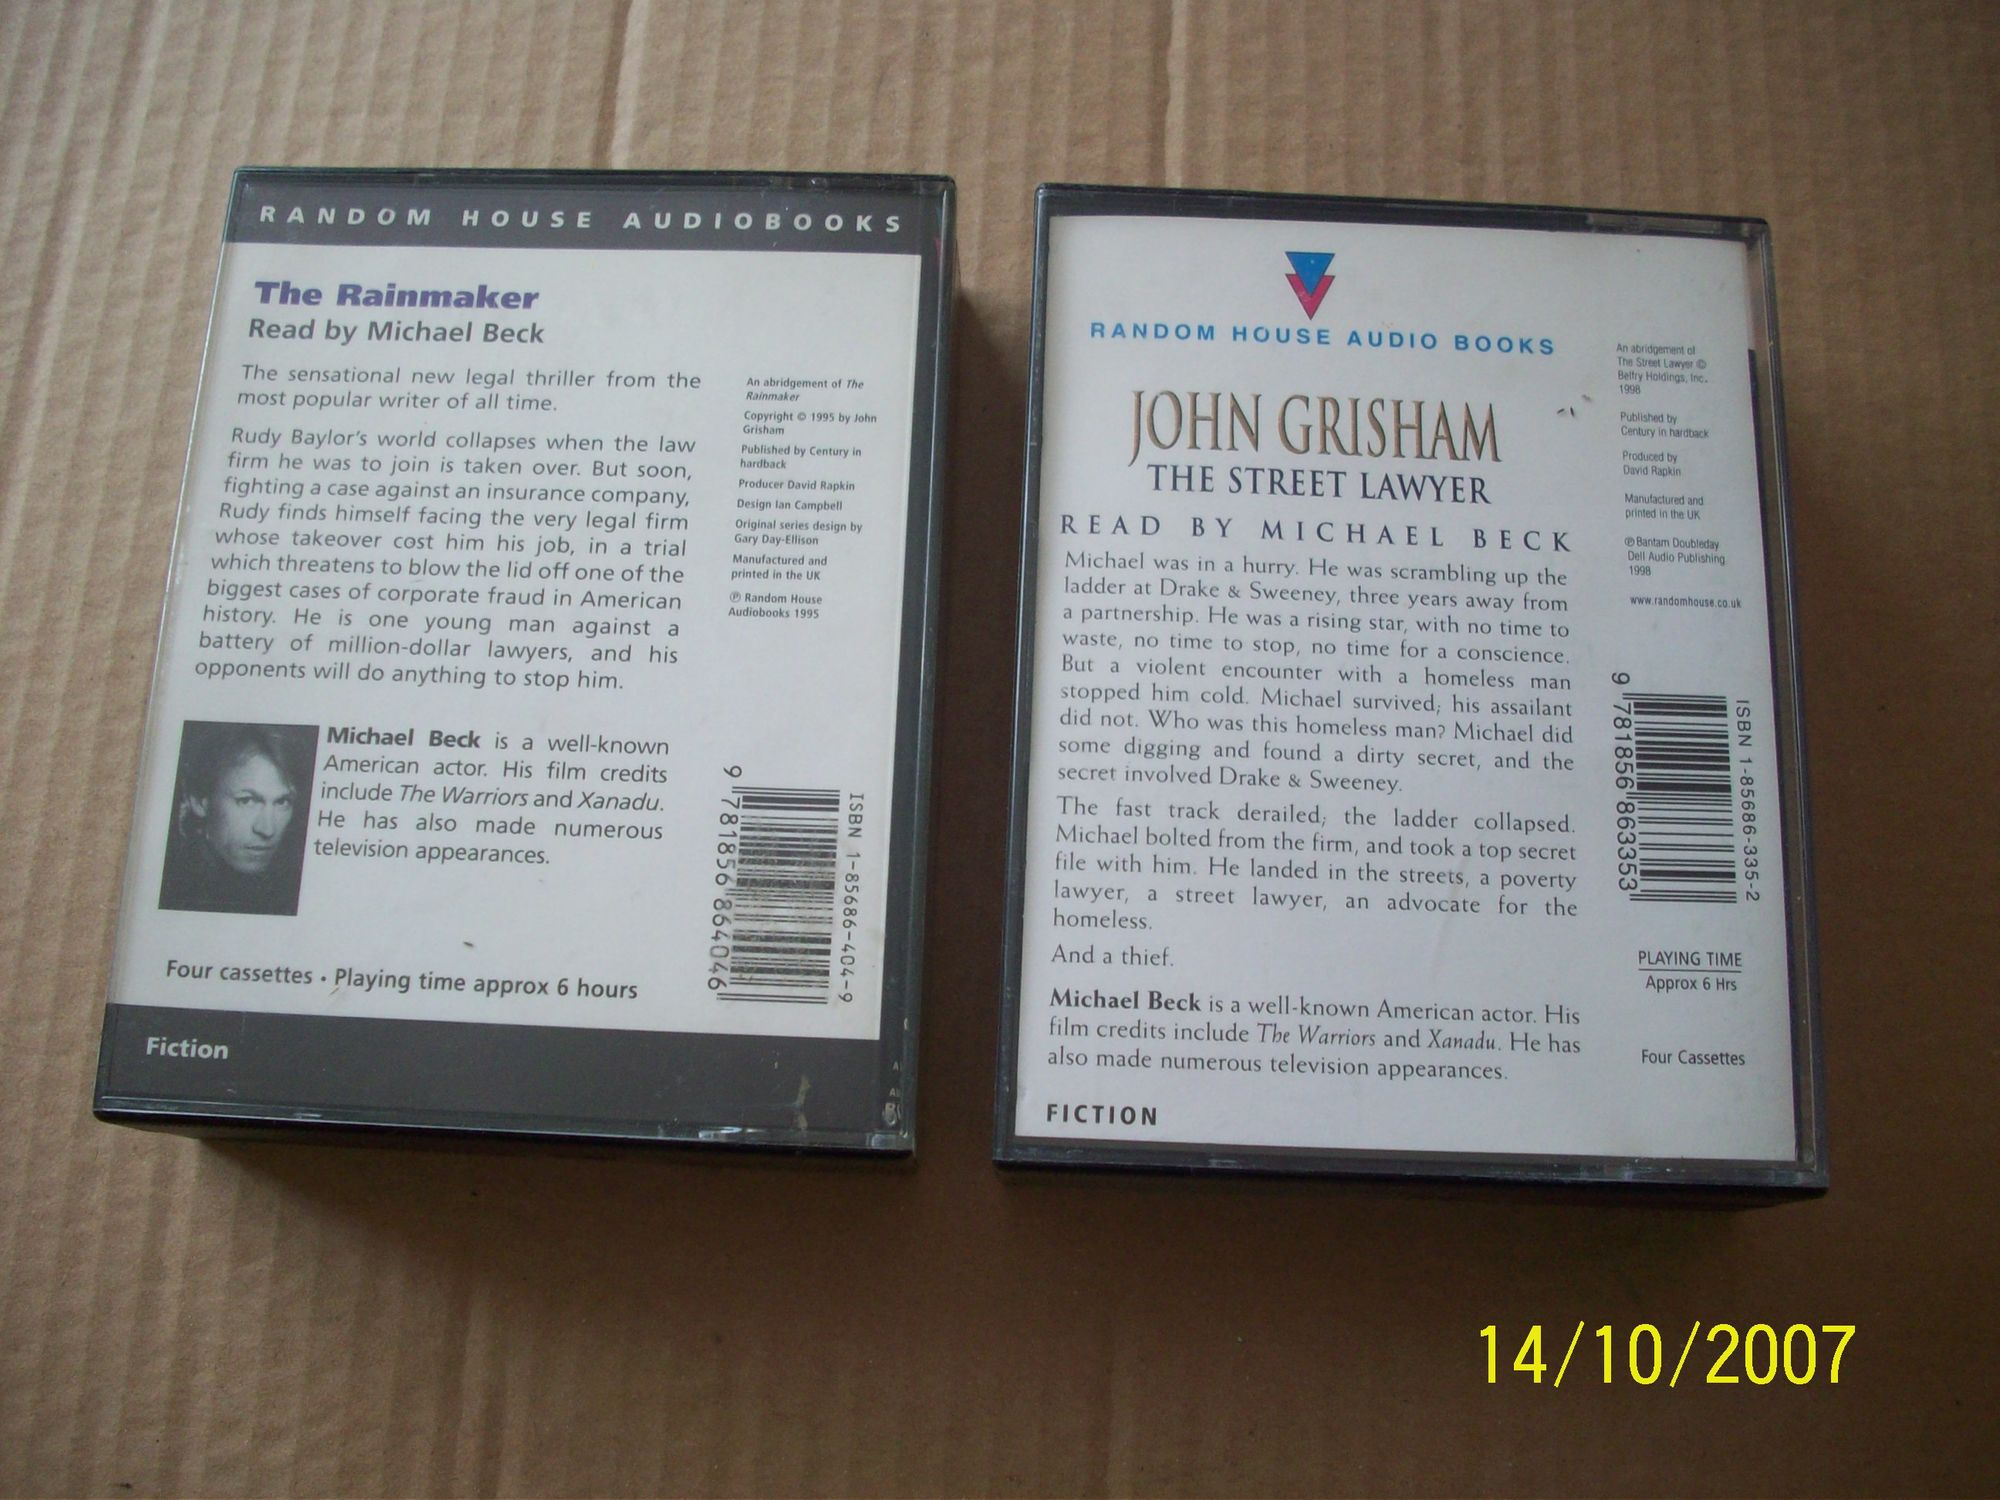 RANDOM HOUSE AUDIOBOOKS
The Rainmaker
Read by Michael Beck
The sensational new legal thriller from the
most popular writer of all time.
Rudy Baylor's world collapses when the law
firm he was to join is taken over. But soon,
fighting a case against an insurance company,
Rudy finds himself facing the very legal firm
whose takeover cost him his job, in a trial
which threatens to blow the lid off one of the
biggest cases of corporate fraud in American
history. He is one young man against a
battery of million-dollar lawyers, and his
opponents will do anything to stop him.
Michael Beck is a well-known
American actor. His film credits
include The Warriors and Xanadu.
He has also made numerous
television appearances.
Four cassettes • Playing time approx 6 hours
Fiction
An abridgement of The
Rainmaker
Copyright © 1995 by John
Grisham
Published by Century in
hardback
Producer David Rapkin
Design Ian Campbell
Original series design by
Gary Day-Ellison
Manufactured and
printed in the UK
℗ Random House
Audiobooks 1995
ISBN 1-85686-404-9
9 781856 864046
RANDOM HOUSE AUDIO BOOKS
JOHN GRISHAM
THE STREET LAWYER
READ BY MICHAEL BECK
Michael was in a hurry. He was scrambling up the
ladder at Drake & Sweeney, three years away from
a partnership. He was a rising star, with no time to
waste, no time to stop, no time for a conscience.
But a violent encounter with a homeless man
stopped him cold. Michael survived; his assailant
did not. Who was this homeless man? Michael did
some digging and found a dirty secret, and the
secret involved Drake & Sweeney.
The fast track derailed; the ladder collapsed.
Michael bolted from the firm, and took a top secret
file with him. He landed in the streets, a poverty
lawyer, a street lawyer, an advocate for the
homeless.
And a thief.
Michael Beck is a well-known American actor. His
film credits include The Warriors and Xanadu. He has
also made numerous television appearances.
FICTION
An abridgement of
The Street Lawyer ©
Belfry Holdings, Inc.
1998
Published by
Century in hardback
Produced by
David Rapkin
Manufactured and
printed in the UK
℗ Bantam Doubleday
Dell Audio Publishing
1998
www.randomhouse.co.uk
ISBN 1-85686-335-2
9 781856 863353
PLAYING TIME
Approx 6 Hrs
Four Cassettes
14/10/2007